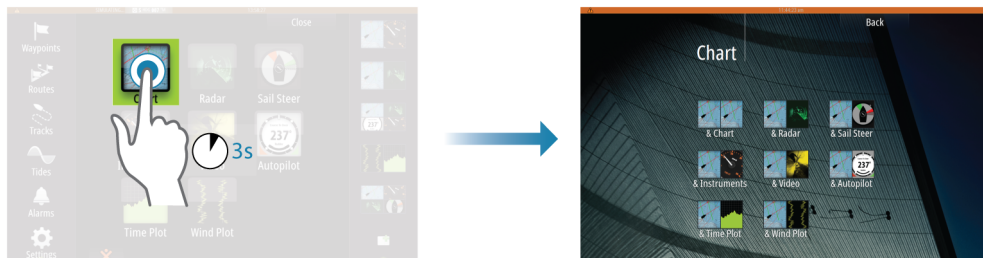 Close
Waypoints
Routes
Tracks
Tides
Alarms
Settings
Chart
Radar
Sail Steer
237°
Autopilot
Time Plot
Wind Plot
3s
237
Back
Chart
& Chart
& Radar
& Sail Steer
& Instruments
& Video
237°
& Autopilot
& Time Plot
& Wind Plot